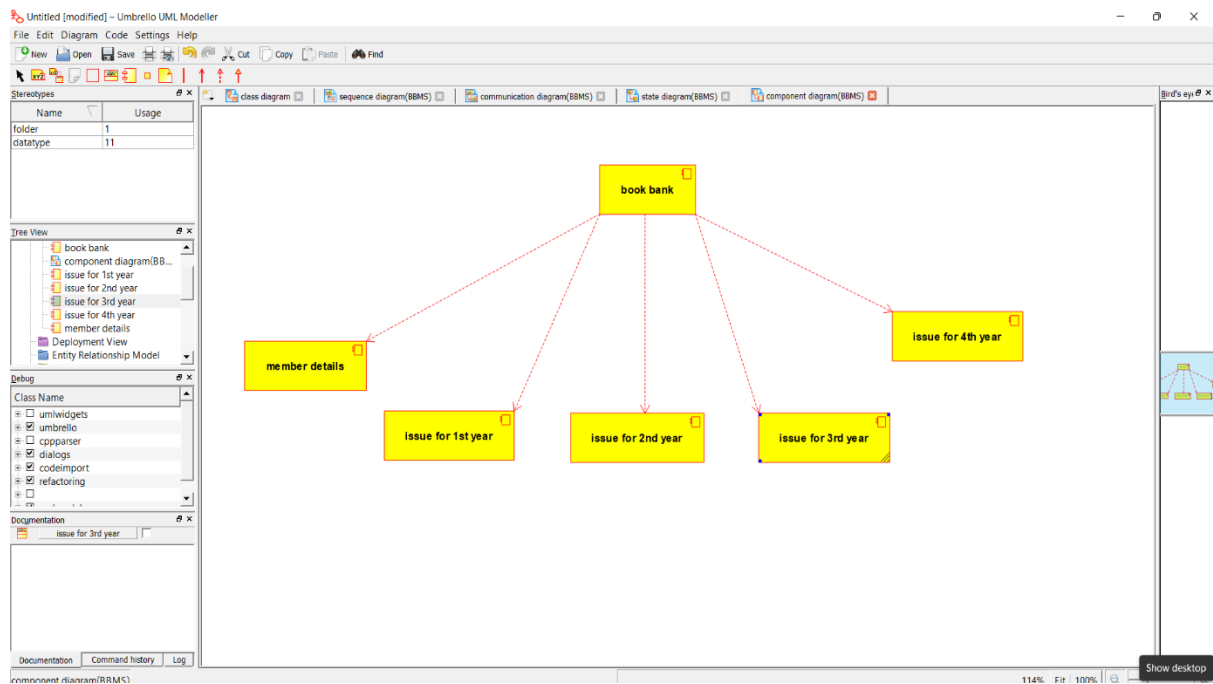 Untitled [modified] – Umbrello UML Modeller
File Edit Diagram Code Settings Help
New Open Save Cut Copy Paste Find
Stereotypes
Name Usage
folder 1
datatype 11
Tree View
book bank
component diagram(BB...
issue for 1st year
issue for 2nd year
issue for 3rd year
issue for 4th year
member details
Deployment View
Entity Relationship Model
Debug
Class Name
umlwidgets
umbrello
cppparser
dialogs
codeimport
refactoring
Documentation
issue for 3rd year
Documentation Command history Log
component diagram(BBMS)
class diagram sequence diagram(BBMS) communication diagram(BBMS) state diagram(BBMS) component diagram(BBMS)
book bank
issue for 4th year
member details
issue for 1st year
issue for 2nd year
issue for 3rd year
Bird's eye
114% Fit 100%
Show desktop